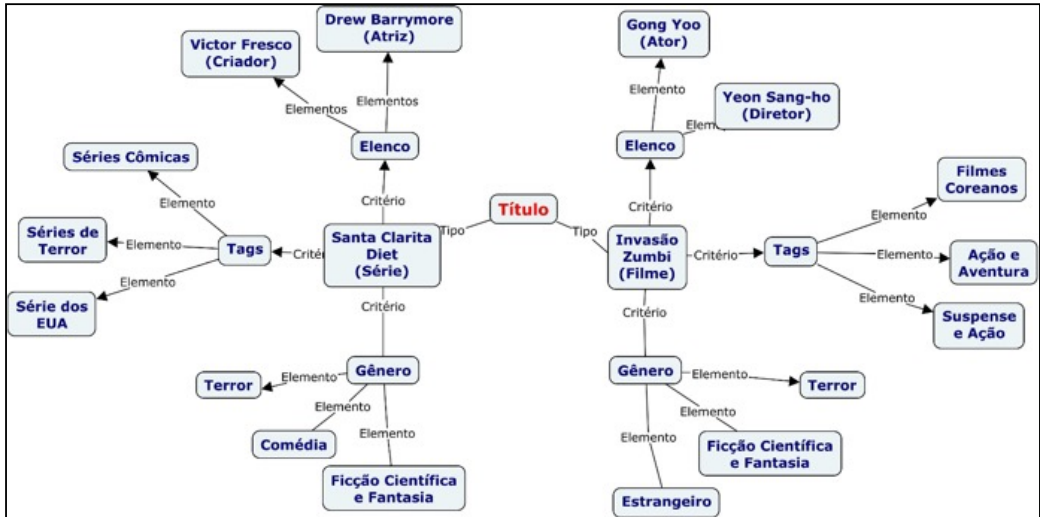 Drew Barrymore
(Atriz)
Gong Yoo
(Ator)
Victor Fresco
(Criador)
Elementos
Elementos
Elemento
Yeon Sang-ho
(Diretor)
Elenco
Elenco
Séries Cômicas
Elemento
Critério
Critério
Filmes
Coreanos
Título
Séries de
Terror
Elemento
Tags
Santa Clarita
Diet
(Série)
Tipo
Tipo
Invasão
Zumbi
(Filme)
Critério
Tags
Elemento
Elemento
Ação e
Aventura
Elemento
Série dos
EUA
Critério
Critério
Elemento
Suspense
e Ação
Gênero
Gênero
Terror
Elemento
Elemento
Terror
Elemento
Elemento
Comédia
Elemento
Elemento
Ficção Científica
e Fantasia
Ficção Científica
e Fantasia
Estrangeiro